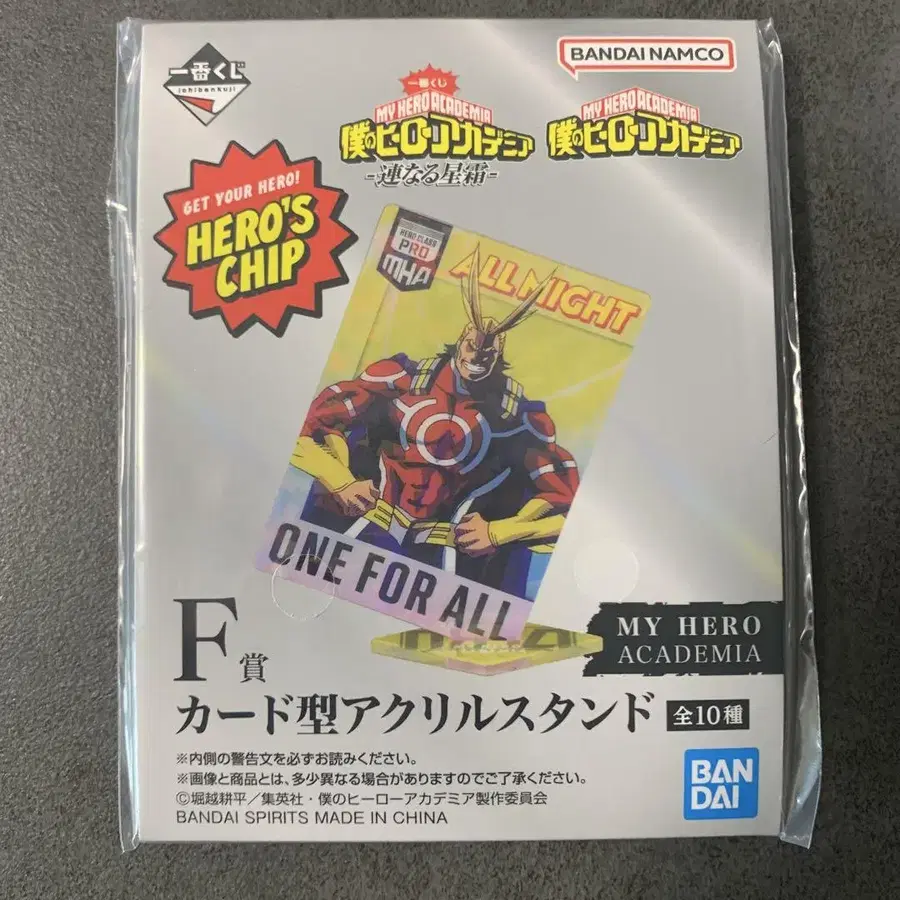 一番くじ
ichibankuji
一番くじ
MY HERO ACADEMIA
僕のヒーローアカデミア
-連なる星霜-
BANDAI NAMCO
MY HERO ACADEMIA
僕のヒーローアカデミア
GET YOUR HERO!
HERO'S
CHIP
HERO CLASS
PRO
MHA
ALL MIGHT
ONE FOR ALL
MY HERO
ACADEMIA
F賞
カード型アクリルスタンド 全10種
※内側の警告文を必ずお読みください。
※画像と商品とは、多少異なる場合がありますのでご了承ください。
©堀越耕平／集英社・僕のヒーローアカデミア製作委員会
BANDAI SPIRITS MADE IN CHINA
BAN
DAI